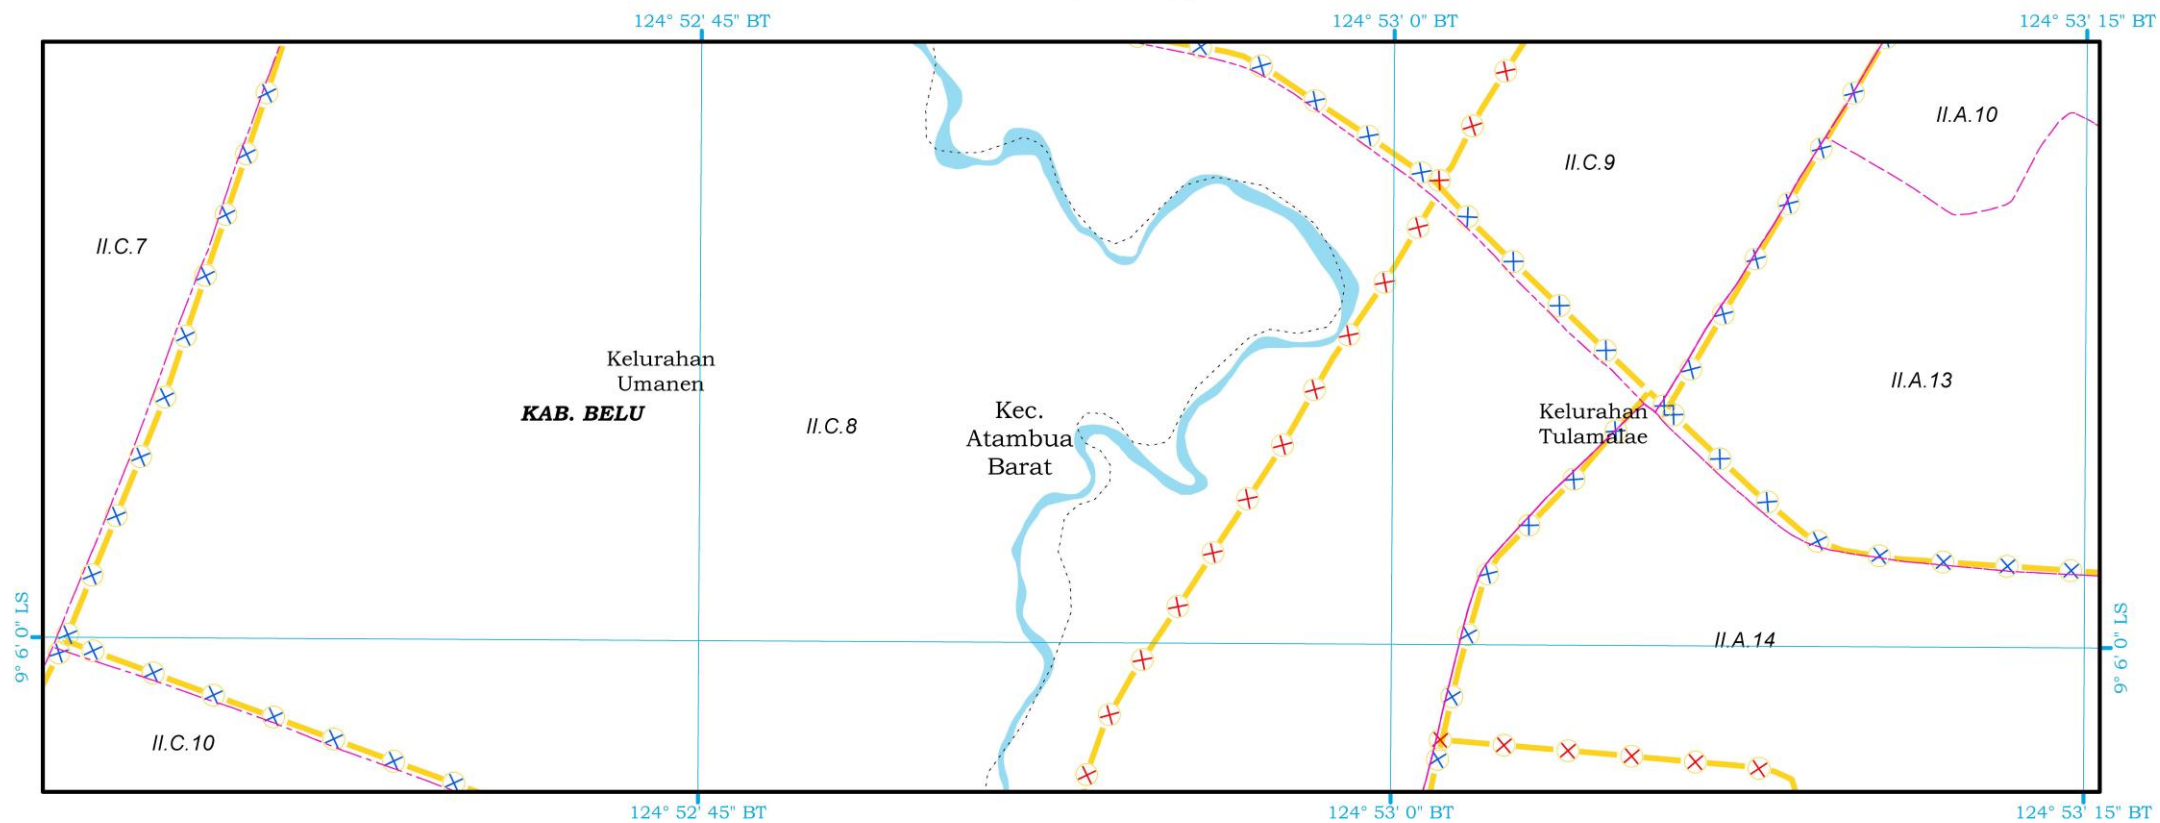 124° 52' 45" BT
124° 53' 0" BT
124° 53' 15" BT
II.A.10
II.C.9
II.C.7
Kelurahan
Umanen
KAB. BELU
II.C.8
Kec.
Atambua
Barat
II.A.13
Kelurahan
Tulamalae
9° 6' 0" LS
9° 6' 0" LS
II.A.14
II.C.10
124° 52' 45" BT
124° 53' 0" BT
124° 53' 15" BT